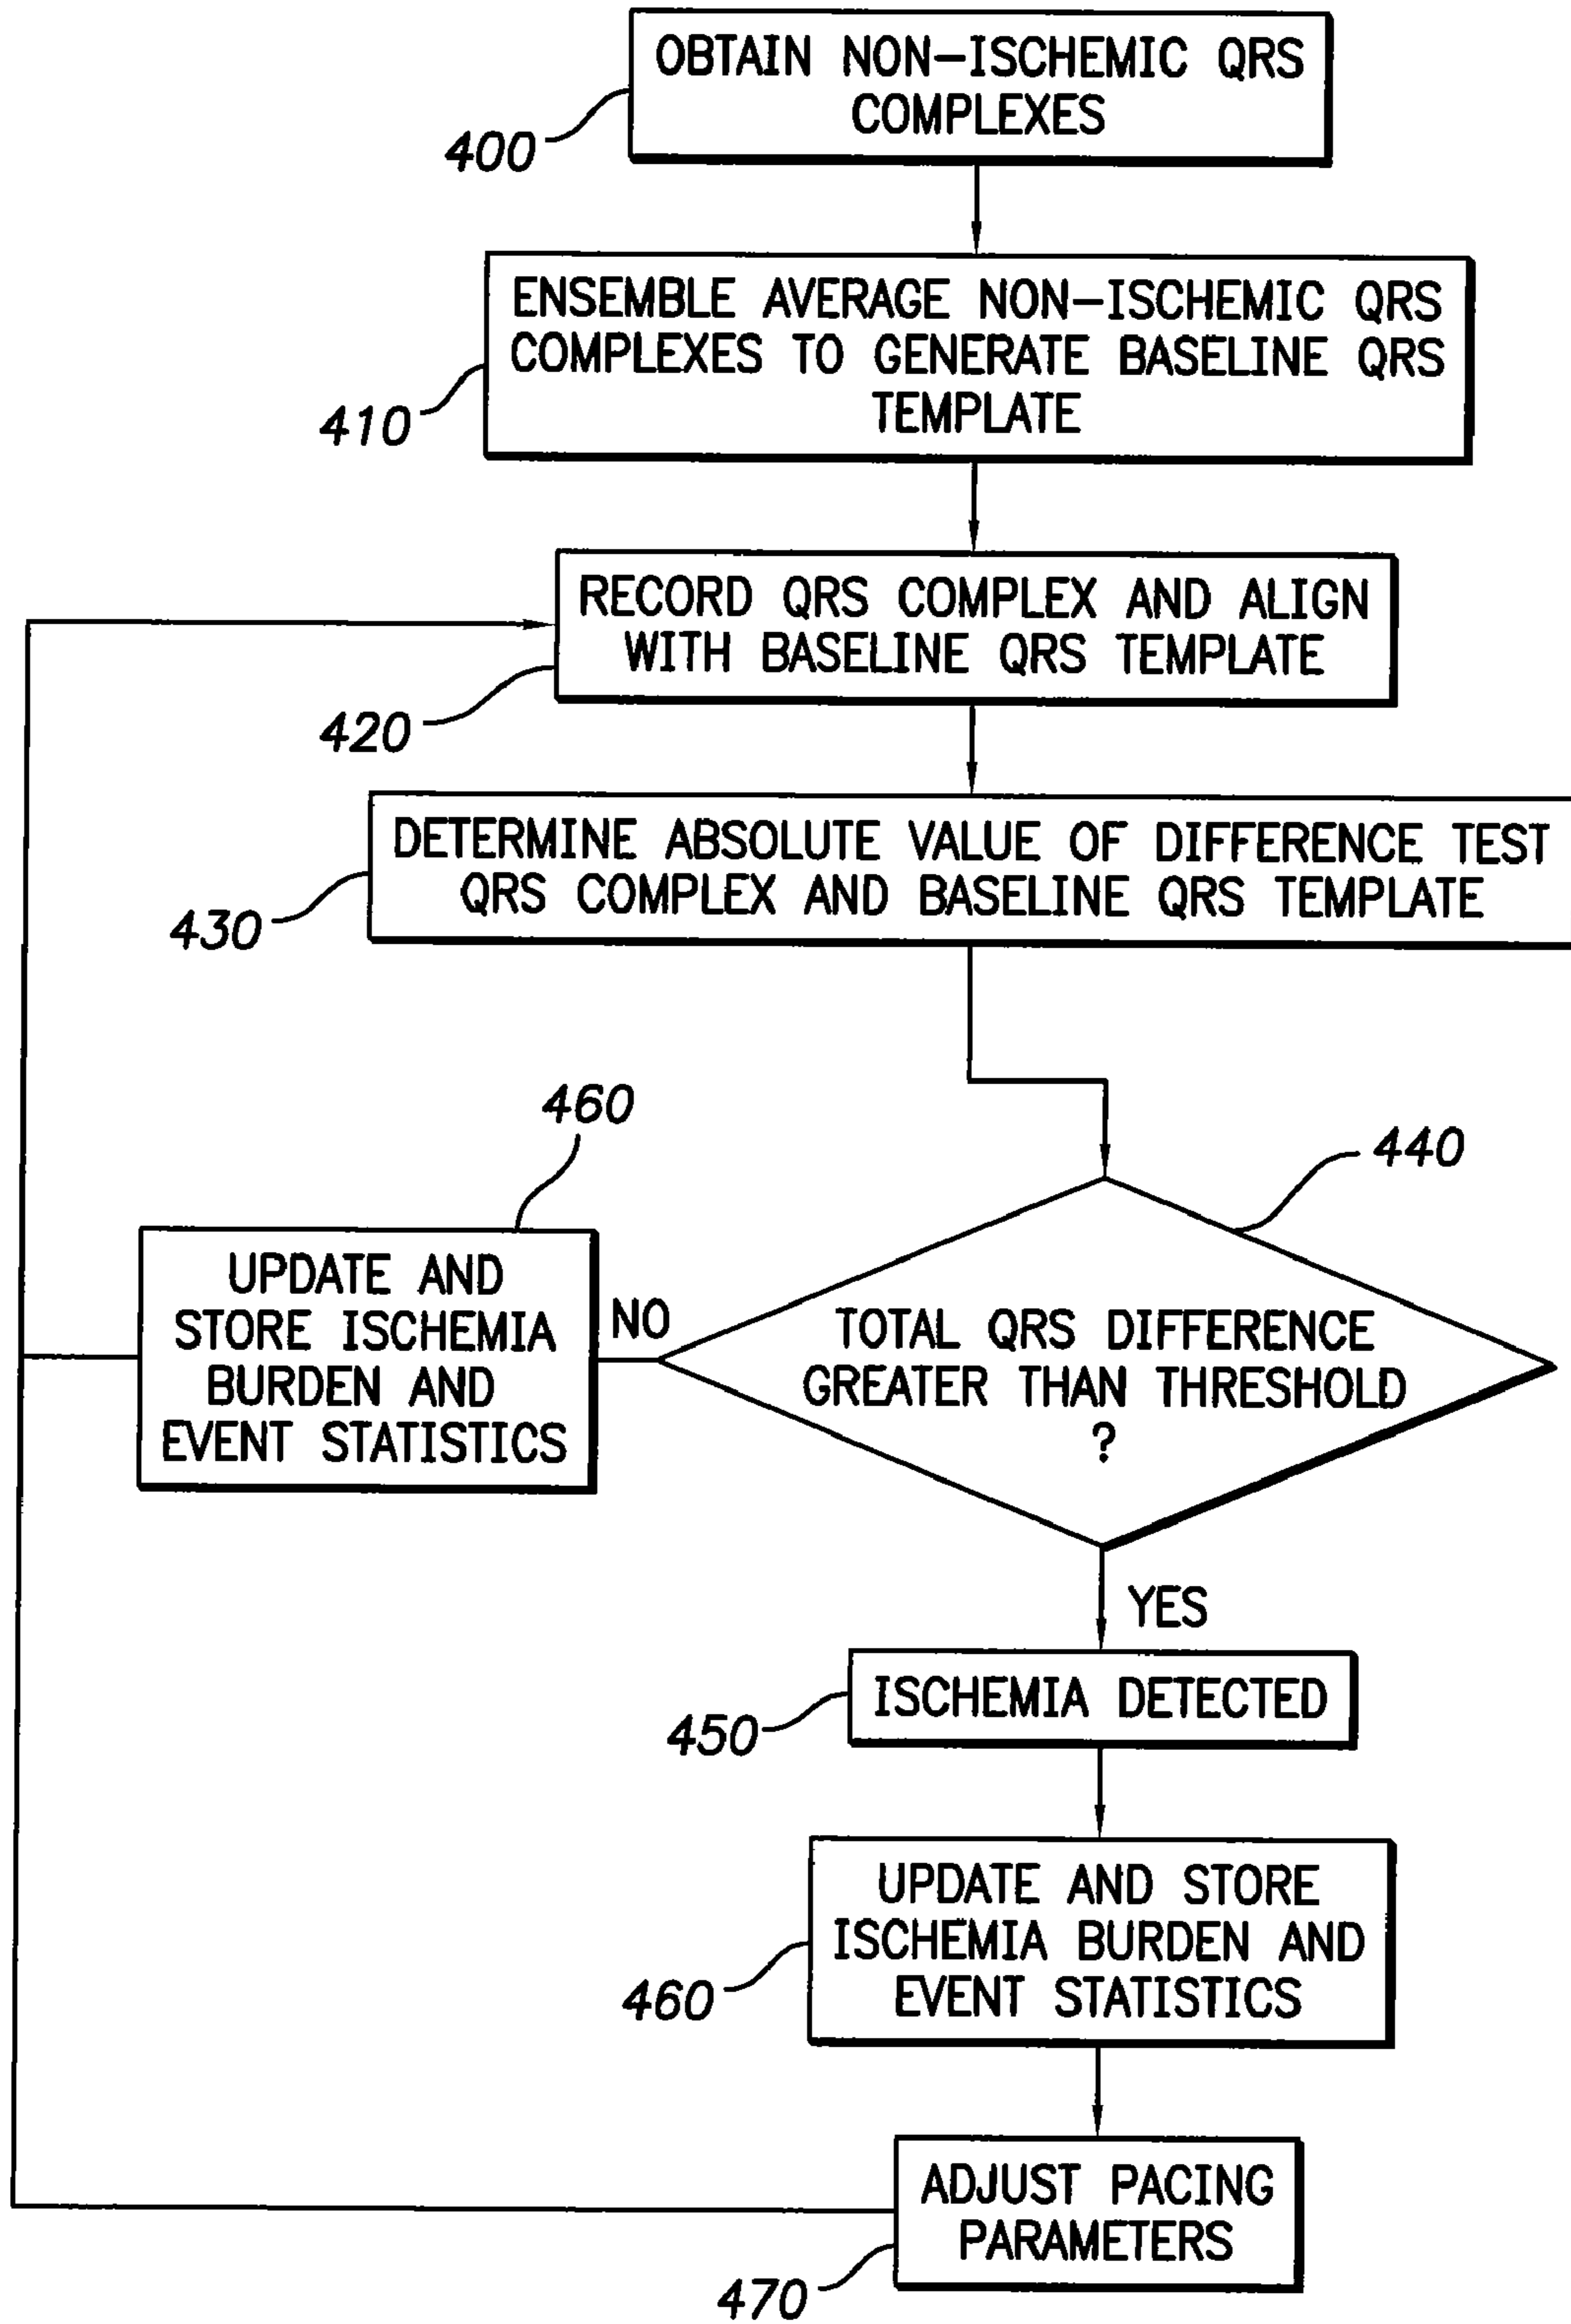 OBTAIN NON-ISCHEMIC QRS
COMPLEXES
400
ENSEMBLE AVERAGE NON-ISCHEMIC QRS
COMPLEXES TO GENERATE BASELINE QRS
TEMPLATE
410
RECORD QRS COMPLEX AND ALIGN
WITH BASELINE QRS TEMPLATE
420
DETERMINE ABSOLUTE VALUE OF DIFFERENCE TEST
QRS COMPLEX AND BASELINE QRS TEMPLATE
430
460
440
UPDATE AND
STORE ISCHEMIA
BURDEN AND
EVENT STATISTICS
NO
TOTAL QRS DIFFERENCE
GREATER THAN THRESHOLD
?
YES
ISCHEMIA DETECTED
450
UPDATE AND STORE
ISCHEMIA BURDEN AND
EVENT STATISTICS
460
ADJUST PACING
PARAMETERS
470